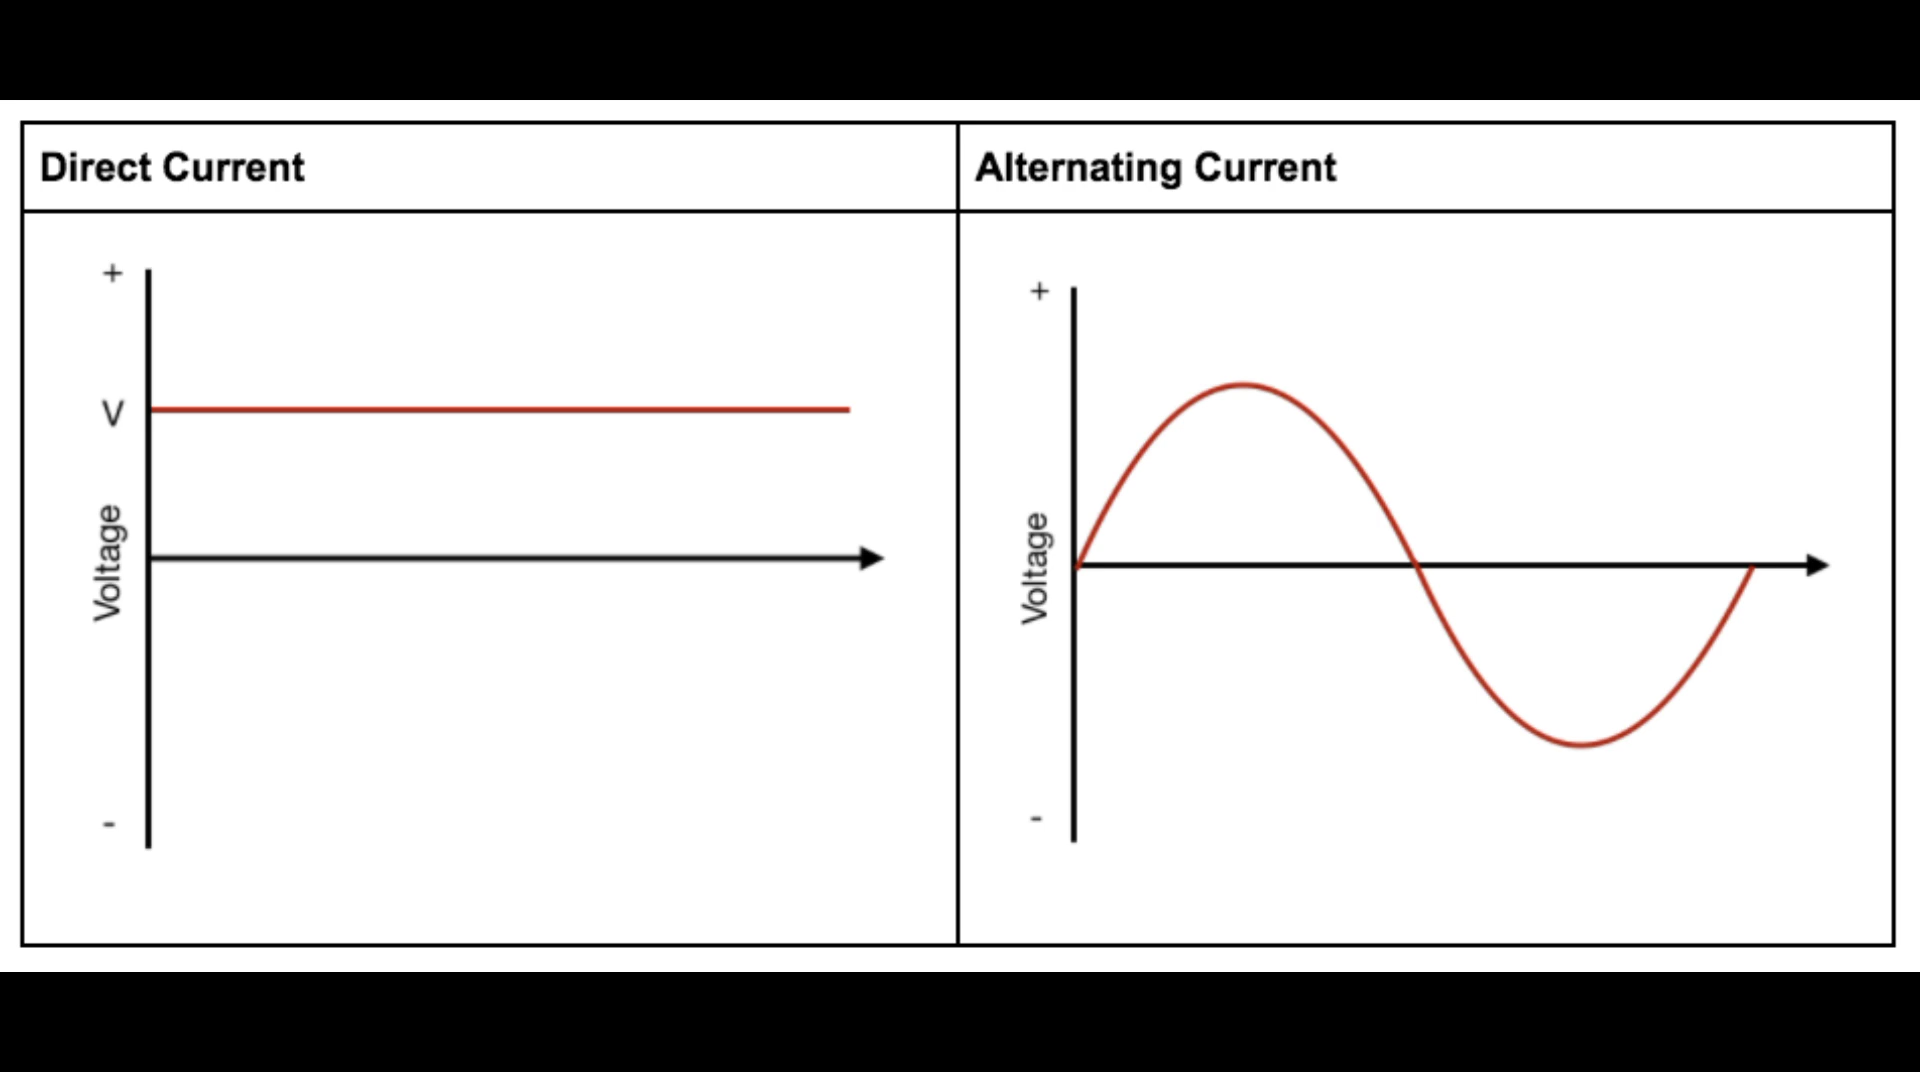 Direct Current
Alternating Current
+
V
Voltage
-
+
Voltage
-